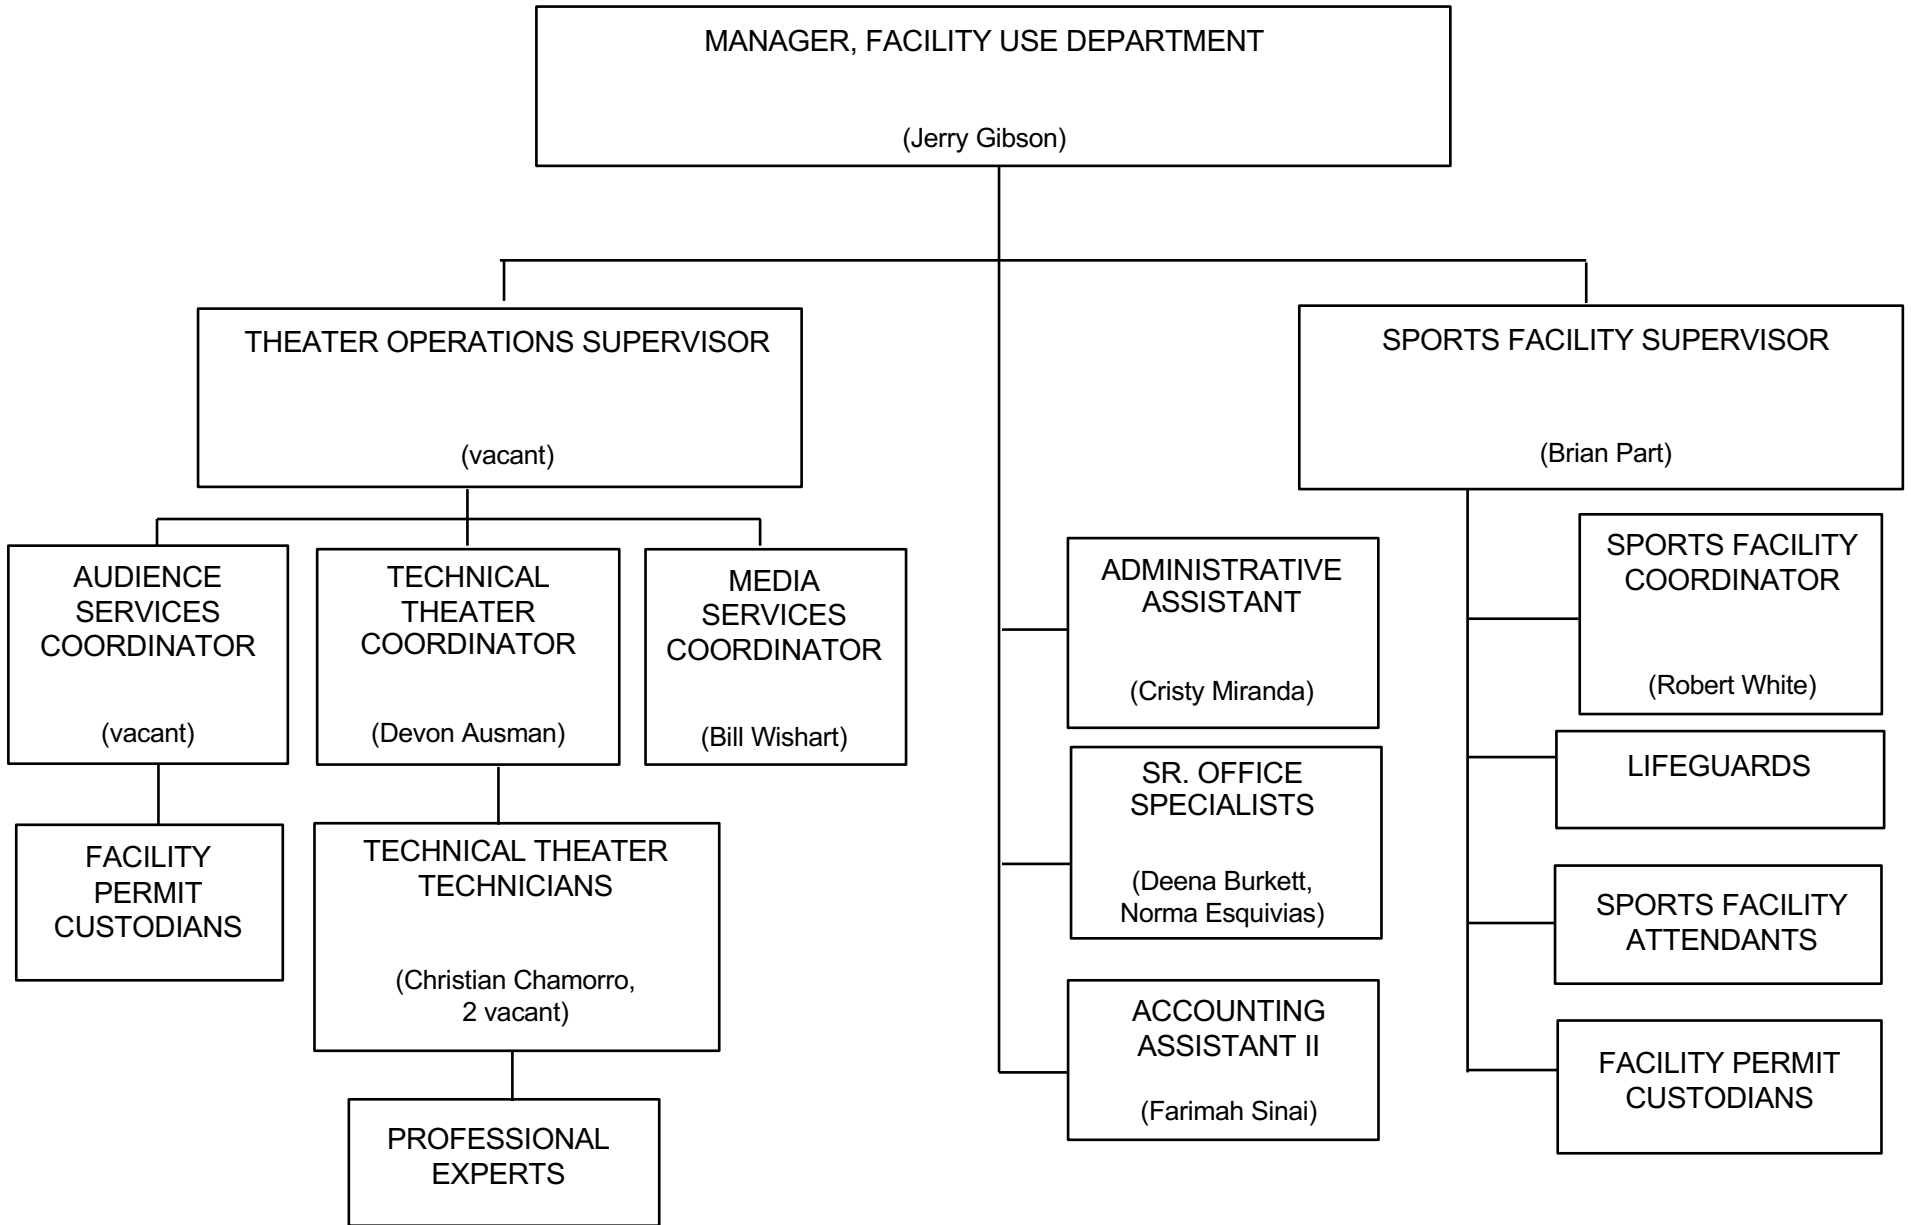 MANAGER, FACILITY USE DEPARTMENT
(Jerry Gibson)
THEATER OPERATIONS SUPERVISOR
(vacant)
SPORTS FACILITY SUPERVISOR
(Brian Part)
AUDIENCE
SERVICES
COORDINATOR
(vacant)
TECHNICAL
THEATER
COORDINATOR
(Devon Ausman)
MEDIA
SERVICES
COORDINATOR
(Bill Wishart)
FACILITY
PERMIT
CUSTODIANS
TECHNICAL THEATER
TECHNICIANS
(Christian Chamorro,
2 vacant)
PROFESSIONAL
EXPERTS
ADMINISTRATIVE
ASSISTANT
(Cristy Miranda)
SR. OFFICE
SPECIALISTS
(Deena Burkett,
Norma Esquivias)
ACCOUNTING
ASSISTANT II
(Farimah Sinai)
SPORTS FACILITY
COORDINATOR
(Robert White)
LIFEGUARDS
SPORTS FACILITY
ATTENDANTS
FACILITY PERMIT
CUSTODIANS